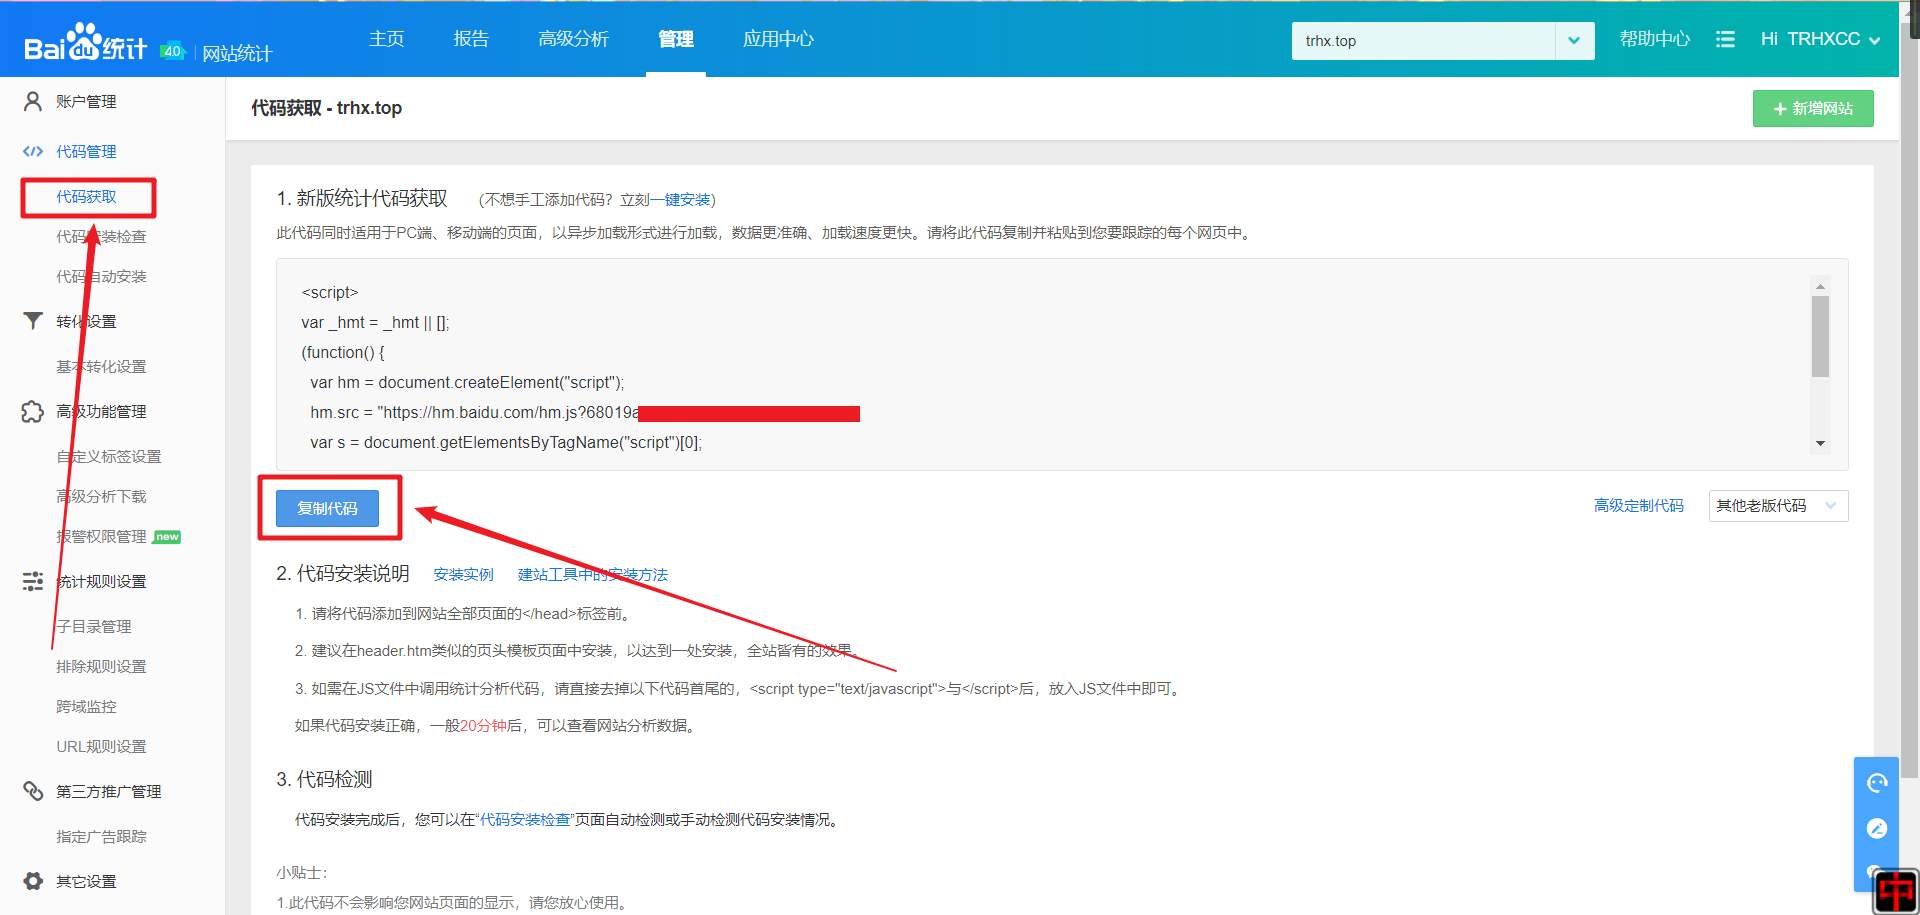 Bai du 统计 4.0 网站统计
主页 报告 高级分析 管理 应用中心
trhx.top
帮助中心
Hi TRHXCC
账户管理
代码管理
代码获取
代码安装检查
代码自动安装
转化设置
基本转化设置
高级功能管理
自定义标签设置
高级分析下载
报警权限管理 new
统计规则设置
子目录管理
排除规则设置
跨域监控
URL规则设置
第三方推广管理
指定广告跟踪
其它设置
代码获取 - trhx.top
+ 新增网站
1. 新版统计代码获取 (不想手工添加代码？立刻一键安装)
此代码同时适用于PC端、移动端的页面，以异步加载形式进行加载，数据更准确、加载速度更快。请将此代码复制并粘贴到您要跟踪的每个网页中。
<script>
var _hmt = _hmt || [];
(function() {
var hm = document.createElement("script");
hm.src = "https://hm.baidu.com/hm.js?68019a
var s = document.getElementsByTagName("script")[0];
复制代码
高级定制代码 其他老版代码
2. 代码安装说明 安装实例 建站工具中的安装方法
1. 请将代码添加到网站全部页面的</head>标签前。
2. 建议在header.htm类似的页头模板页面中安装，以达到一处安装，全站皆有的效果。
3. 如需在JS文件中调用统计分析代码，请直接去掉以下代码首尾的，<script type="text/javascript">与</script>后，放入JS文件中即可。
如果代码安装正确，一般20分钟后，可以查看网站分析数据。
3. 代码检测
代码安装完成后，您可以在“代码安装检查”页面自动检测或手动检测代码安装情况。
小贴士：
1.此代码不会影响您网站页面的显示，请您放心使用。